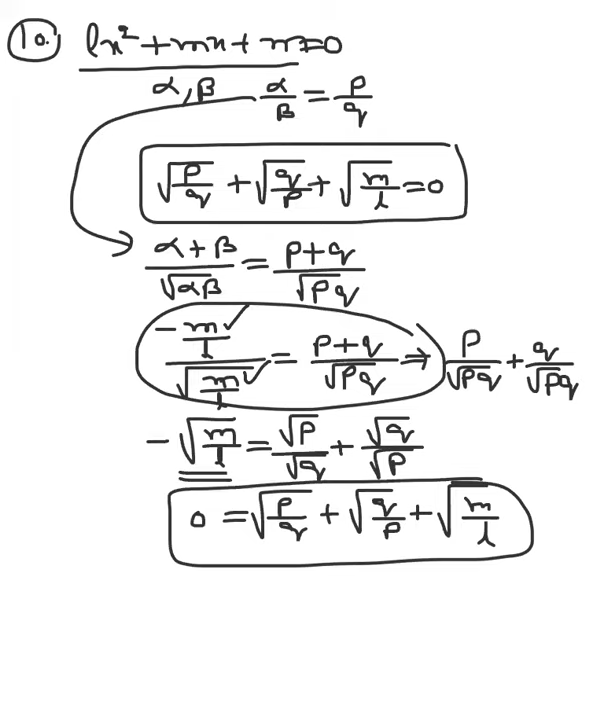 10. lx² + mx + m = 0
α, β α/β = p/q
√(p/q) + √(q/p) + √(m/l) = 0
(α + β)/√(αβ) = (p + q)/√(pq)
(-m/l)/√(m/l) = (p + q)/√(pq) ⇒ p/√(pq) + q/√(pq)
-√(m/l) = √p/√q + √q/√p
0 = √(p/q) + √(q/p) + √(m/l)